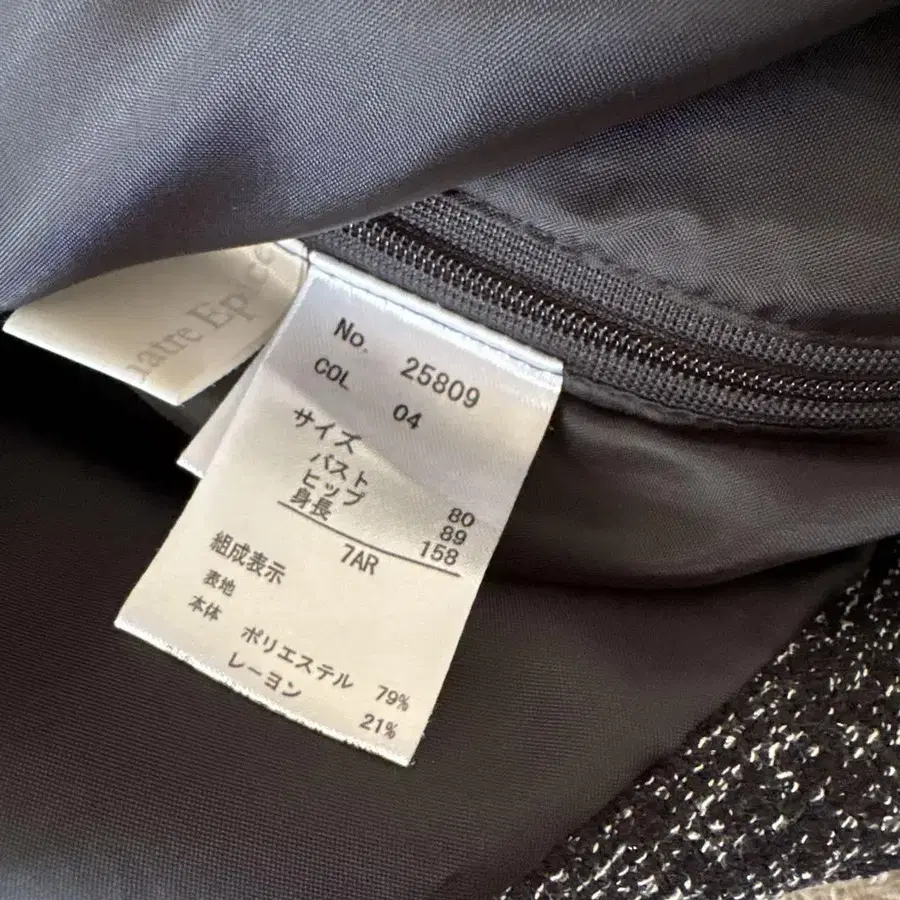 No. 25809
COL 04
サイズ
バスト 80
ヒップ 89
身長 158
7AR
組成表示
表地
本体
ポリエステル 79%
レーヨン 21%